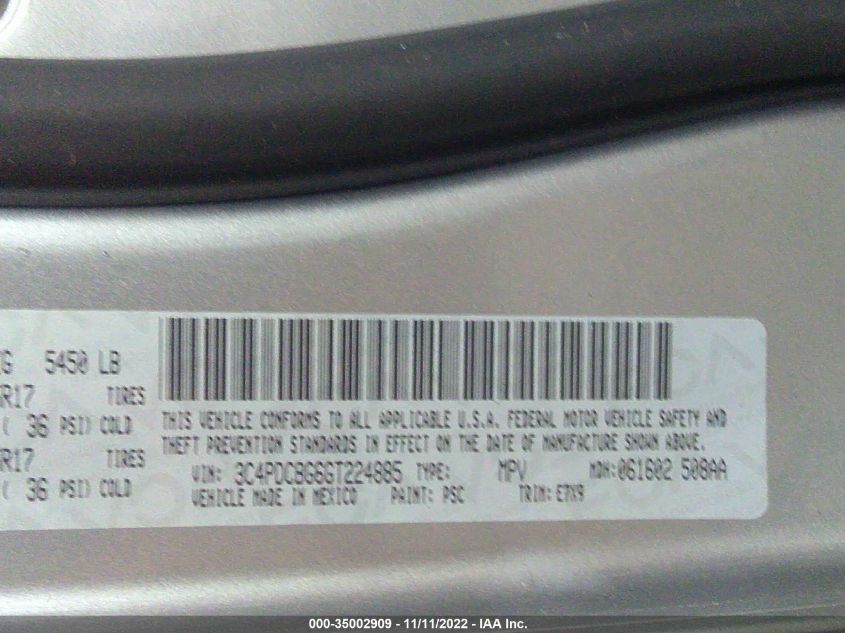 G 5450 LB
R17 TIRES
( 36 PSI) COLD
R17 TIRES
( 36 PSI) COLD
THIS VEHICLE CONFORMS TO ALL APPLICABLE U.S.A. FEDERAL MOTOR VEHICLE SAFETY AND
THEFT PREVENTION STANDARDS IN EFFECT ON THE DATE OF MANUFACTURE SHOWN ABOVE.
VIN: 3C4PDCBG6GT224885 TYPE: MPV MDH:061602 508AA
VEHICLE MADE IN MEXICO PAINT: PSC TRIM: E7X9
000-35002909 - 11/11/2022 - IAA Inc.